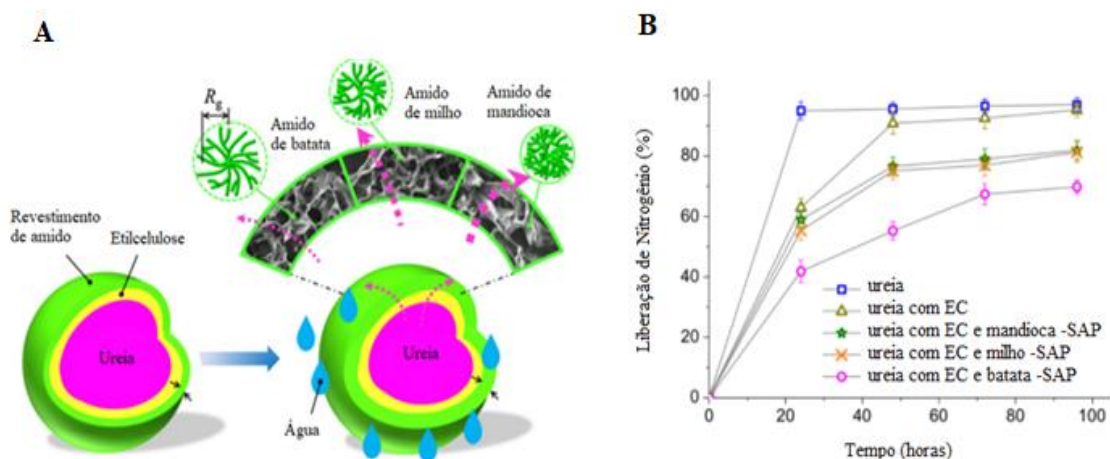 A
B
Rg
Amido
de batata
Amido
de milho
Amido de
mandioca
Revestimento
de amido
Etilcelulose
Ureia
Ureia
Água
Liberação de Nitrogênio (%)
100
80
60
40
20
0
ureia
ureia com EC
ureia com EC e mandioca -SAP
ureia com EC e milho -SAP
ureia com EC e batata -SAP
0
20
40
60
80
100
Tempo (horas)